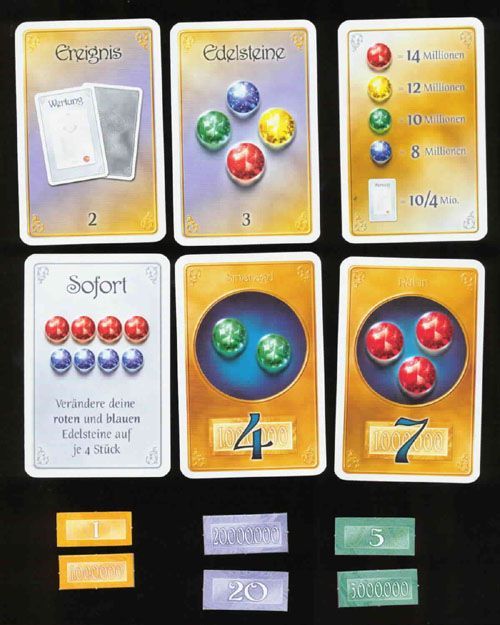 Ereignis
Wertung
2
Edelsteine
3
= 14 Millionen
= 12 Millionen
= 10 Millionen
= 8 Millionen
= 10/4 Mio.
Sofort
Verändere deine
roten und blauen
Edelsteine auf
je 4 Stück
Smaragd
4
Rubin
7
1
1000000
20000000
20
5
5000000